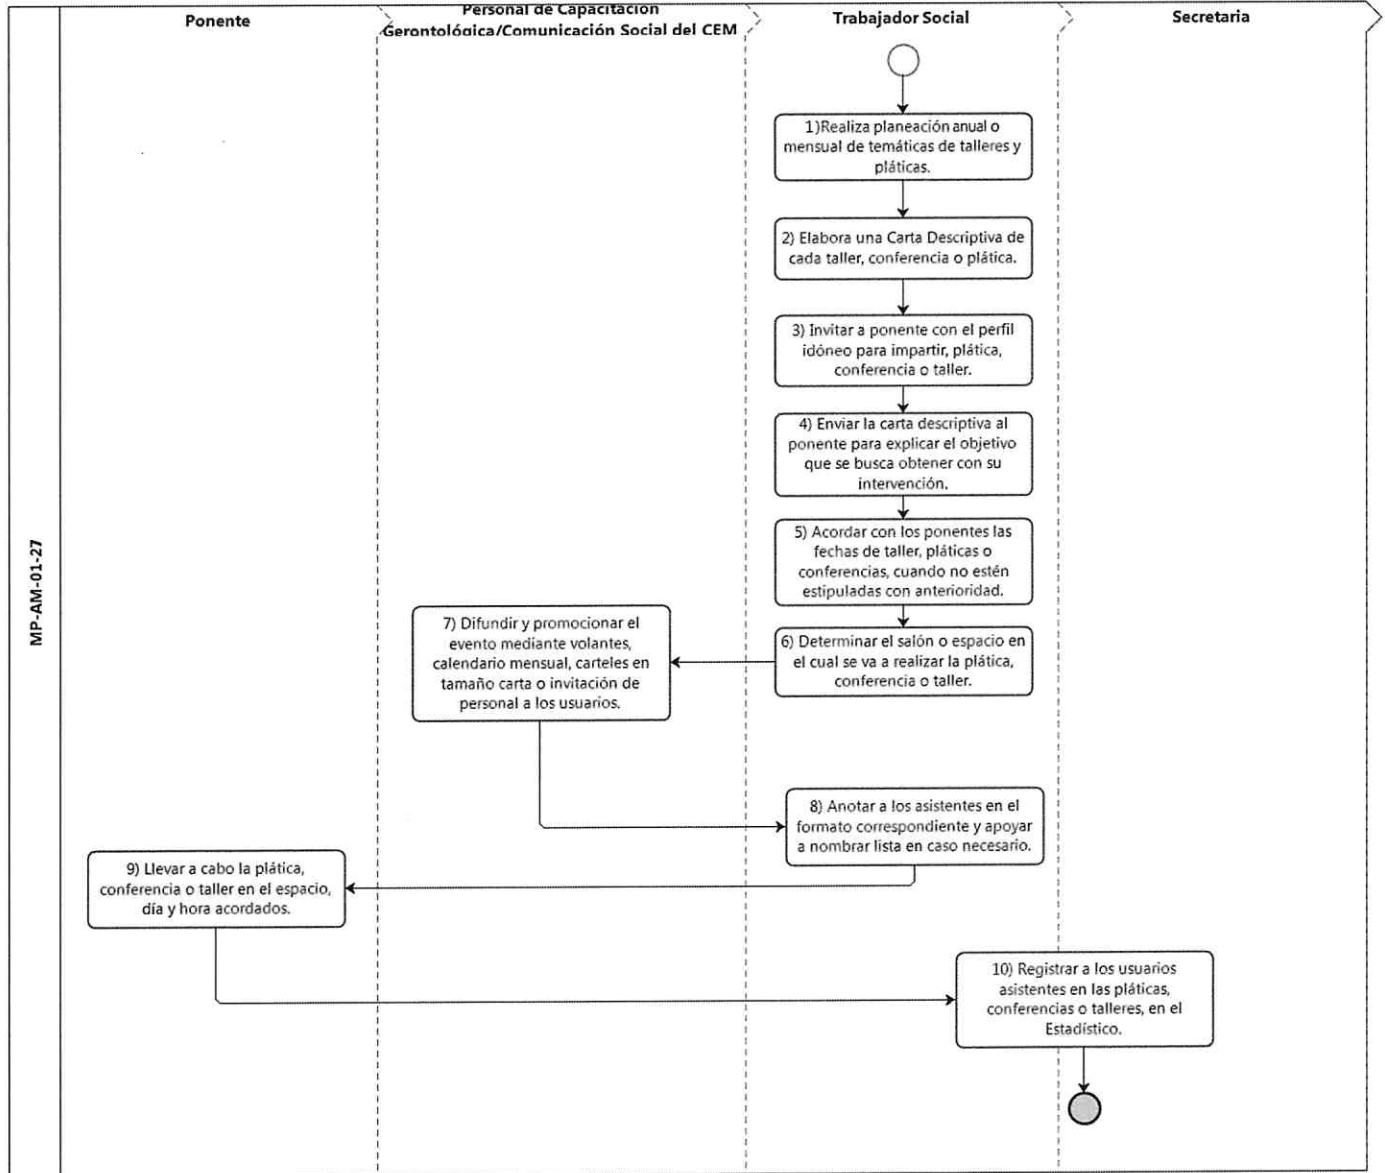 Ponente
Personal de Capacitación
Gerontológica/Comunicación Social del CEM
Trabajador Social
Secretaria
MP-AM-01-27
1)Realiza planeación anual o
mensual de temáticas de talleres y
pláticas.
2) Elabora una Carta Descriptiva de
cada taller, conferencia o plática.
3) Invitar a ponente con el perfil
idóneo para impartir, plática,
conferencia o taller.
4) Enviar la carta descriptiva al
ponente para explicar el objetivo
que se busca obtener con su
intervención.
5) Acordar con los ponentes las
fechas de taller, pláticas o
conferencias, cuando no estén
estipuladas con anterioridad.
6) Determinar el salón o espacio en
el cual se va a realizar la plática,
conferencia o taller.
7) Difundir y promocionar el
evento mediante volantes,
calendario mensual, carteles en
tamaño carta o invitación de
personal a los usuarios.
8) Anotar a los asistentes en el
formato correspondiente y apoyar
a nombrar lista en caso necesario.
9) Llevar a cabo la plática,
conferencia o taller en el espacio,
día y hora acordados.
10) Registrar a los usuarios
asistentes en las pláticas,
conferencias o talleres, en el
Estadístico.